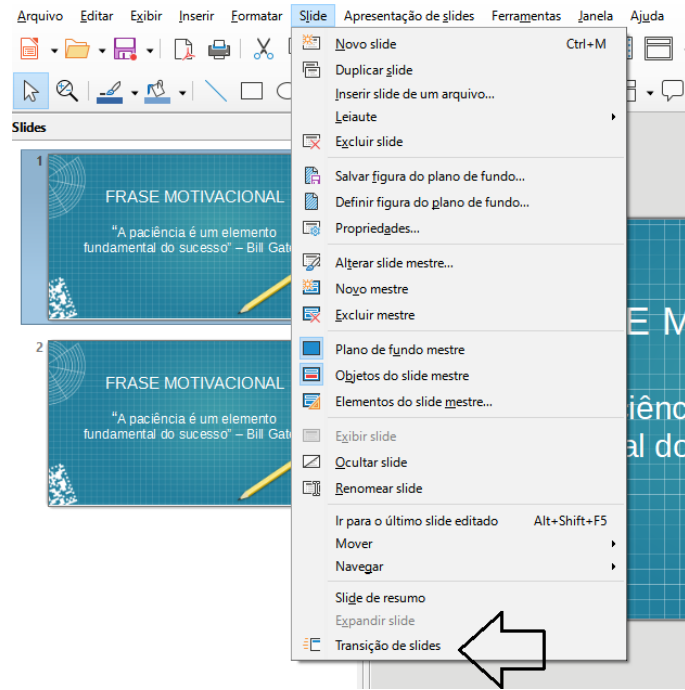 Arquivo Editar Exibir Inserir Formatar Slide Apresentação de slides Ferramentas Janela Ajuda
Novo slide Ctrl+M
Duplicar slide
Inserir slide de um arquivo...
Leiaute
Excluir slide
Salvar figura do plano de fundo...
Definir figura do plano de fundo...
Propriedades...
Alterar slide mestre...
Novo mestre
Excluir mestre
Plano de fundo mestre
Objetos do slide mestre
Elementos do slide mestre...
Exibir slide
Ocultar slide
Renomear slide
Ir para o último slide editado Alt+Shift+F5
Mover
Navegar
Slide de resumo
Expandir slide
Transição de slides
Slides
1
FRASE MOTIVACIONAL
“A paciência é um elemento
fundamental do sucesso” – Bill Gat
2
FRASE MOTIVACIONAL
“A paciência é um elemento
fundamental do sucesso” – Bill Gat
E M
iênc
al do